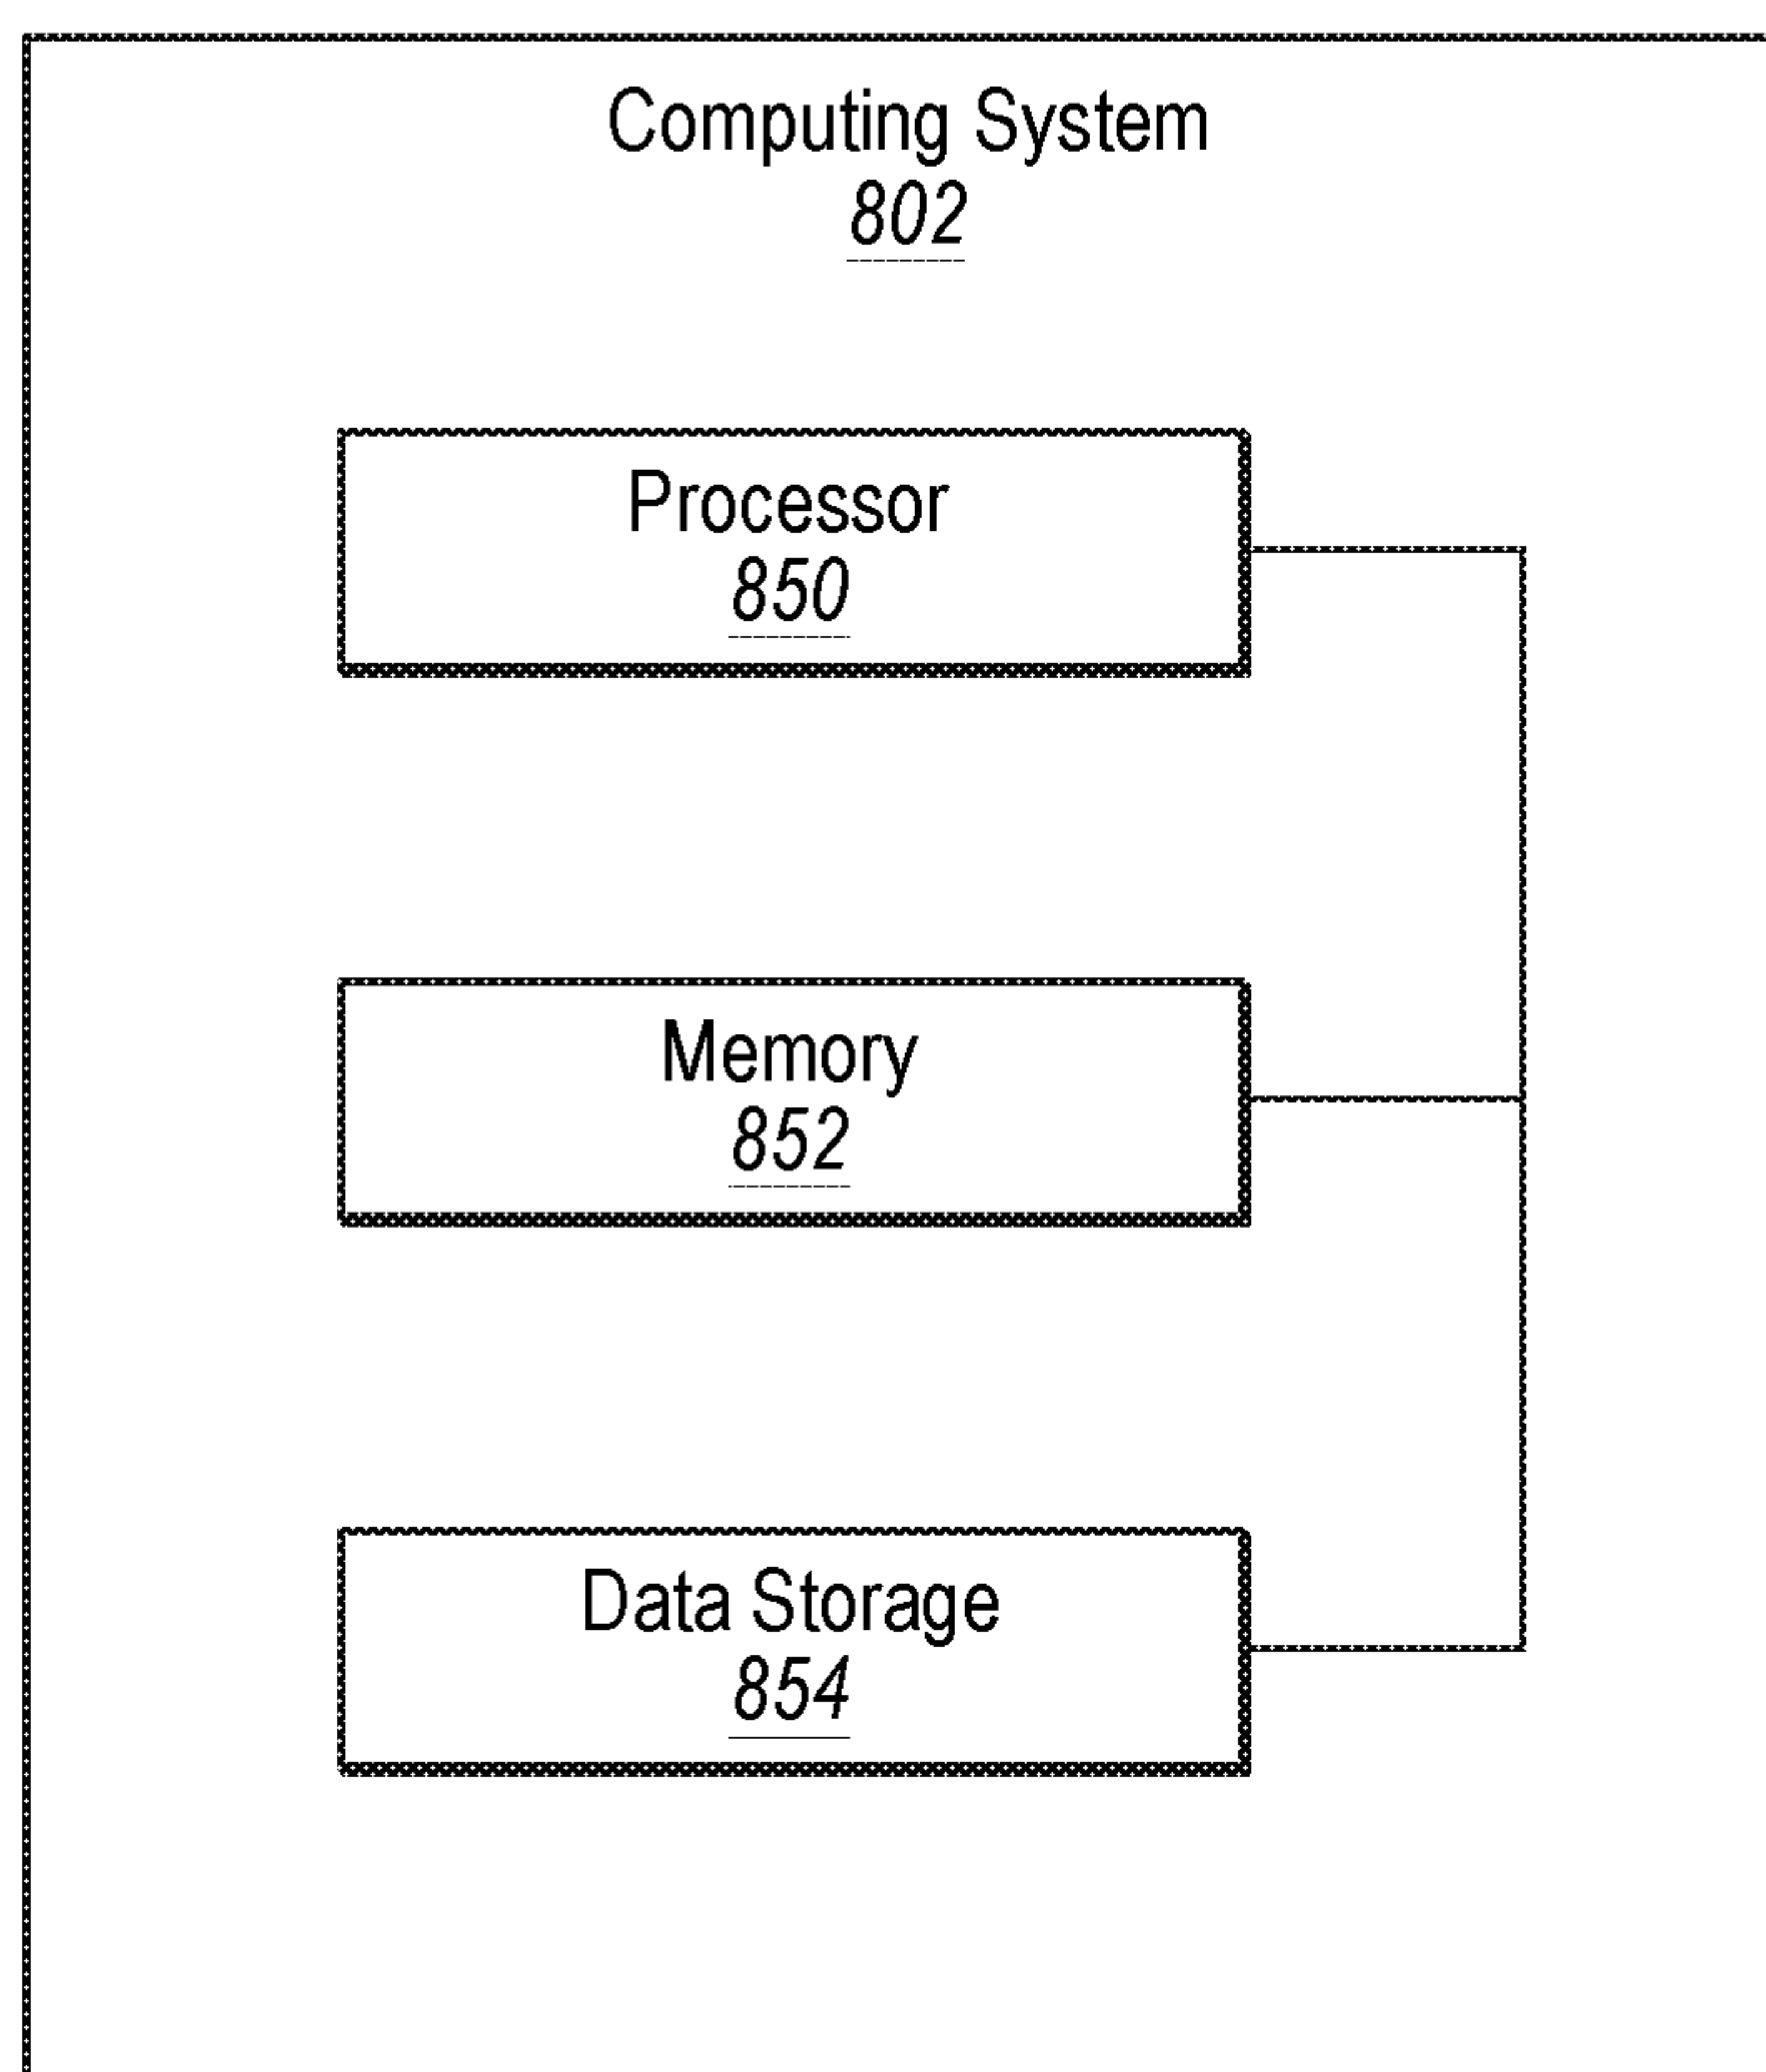 Computing System
802
Processor
850
Memory
852
Data Storage
854